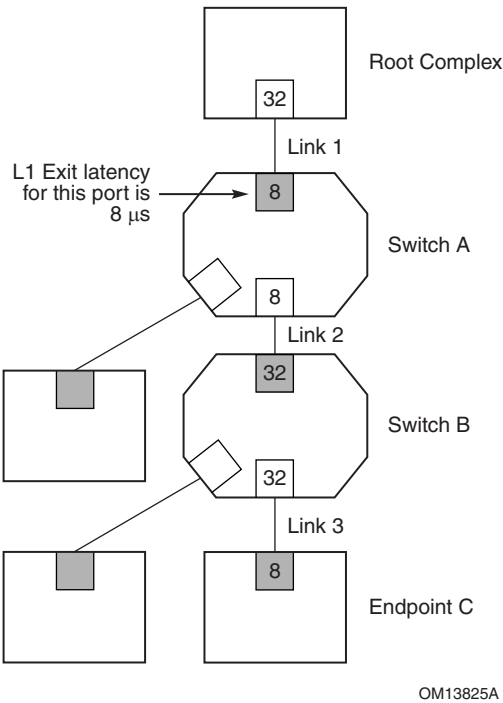 Root Complex
32
Link 1
L1 Exit latency
for this port is
8 μs
8
Switch A
8
Link 2
32
Switch B
32
Link 3
8
Endpoint C
OM13825A